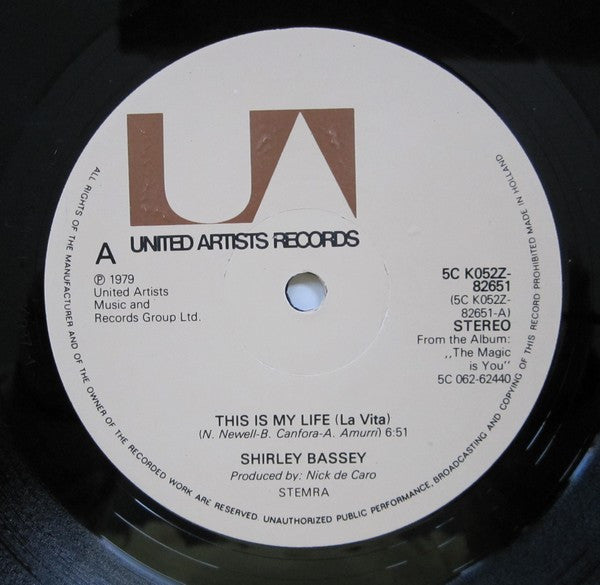 UA
UNITED ARTISTS RECORDS
A
℗ 1979
United Artists
Music and
Records Group Ltd.
5C K052Z-
82651
(5C K052Z-
82651-A)
STEREO
From the Album:
,,The Magic
is You"
5C 062-62440
THIS IS MY LIFE (La Vita)
(N. Newell-B. Canfora-A. Amurri) 6:51
SHIRLEY BASSEY
Produced by: Nick de Caro
STEMRA
ALL RIGHTS OF THE MANUFACTURER AND OF THE OWNER OF THE RECORDED WORK ARE RESERVED. UNAUTHORIZED PUBLIC PERFORMANCE, BROADCASTING AND COPYING OF THIS RECORD PROHIBITED MADE IN HOLLAND